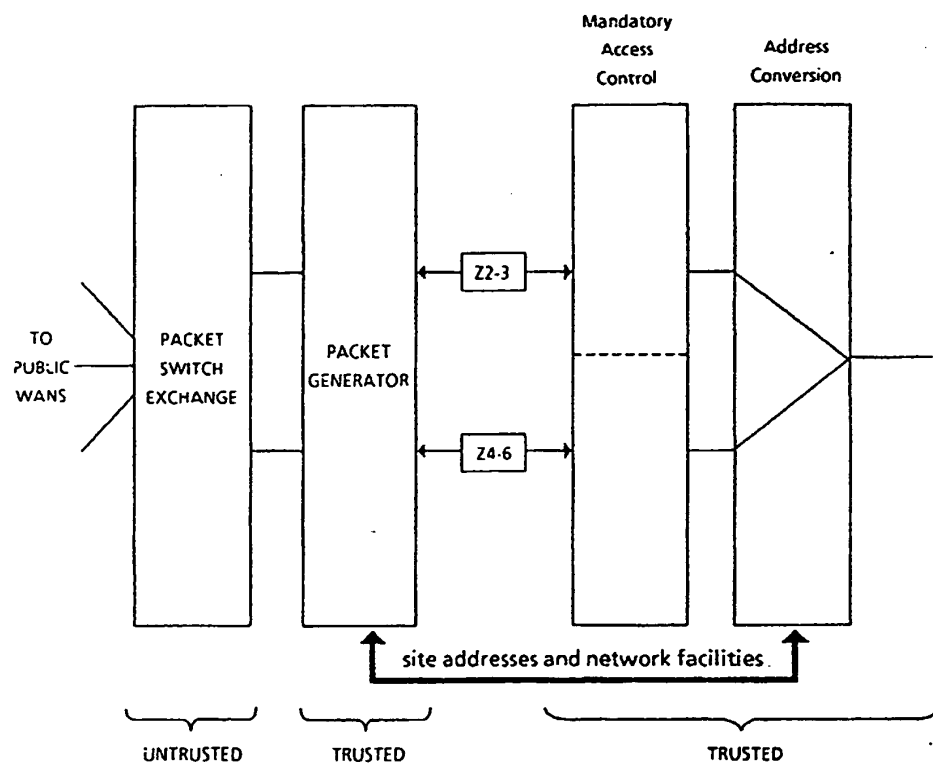 Mandatory
Access
Control
Address
Conversion
Z2-3
TO
PUBLIC
WANS
PACKET
SWITCH
EXCHANGE
PACKET
GENERATOR
Z4-6
site addresses and network facilities.
UNTRUSTED
TRUSTED
TRUSTED